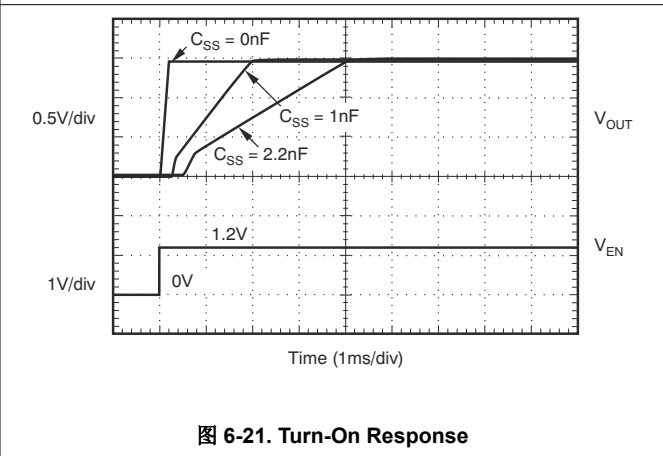 C_SS = 0nF
0.5V/div
C_SS = 1nF
V_OUT
C_SS = 2.2nF
1.2V
V_EN
1V/div
0V
Time (1ms/div)
图 6-21. Turn-On Response